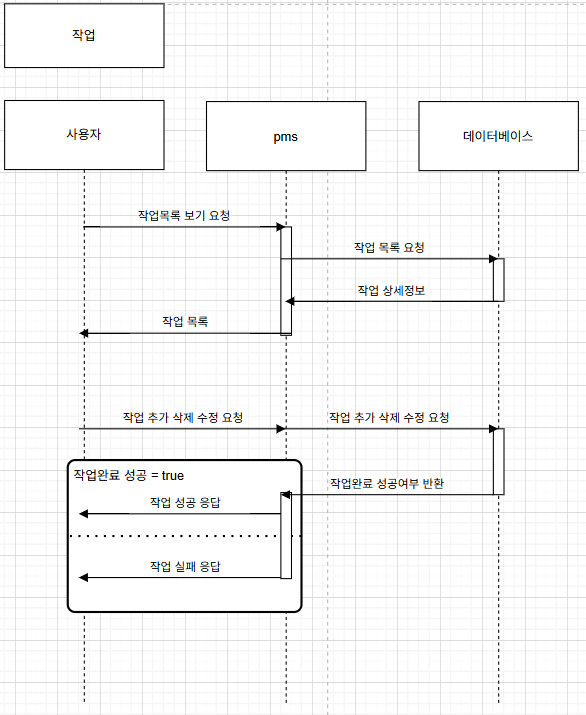 작업
사용자
pms
데이터베이스
작업목록 보기 요청
작업 목록 요청
작업 상세정보
작업 목록
작업 추가 삭제 수정 요청
작업 추가 삭제 수정 요청
작업완료 성공 = true
작업완료 성공여부 반환
작업 성공 응답
작업 실패 응답